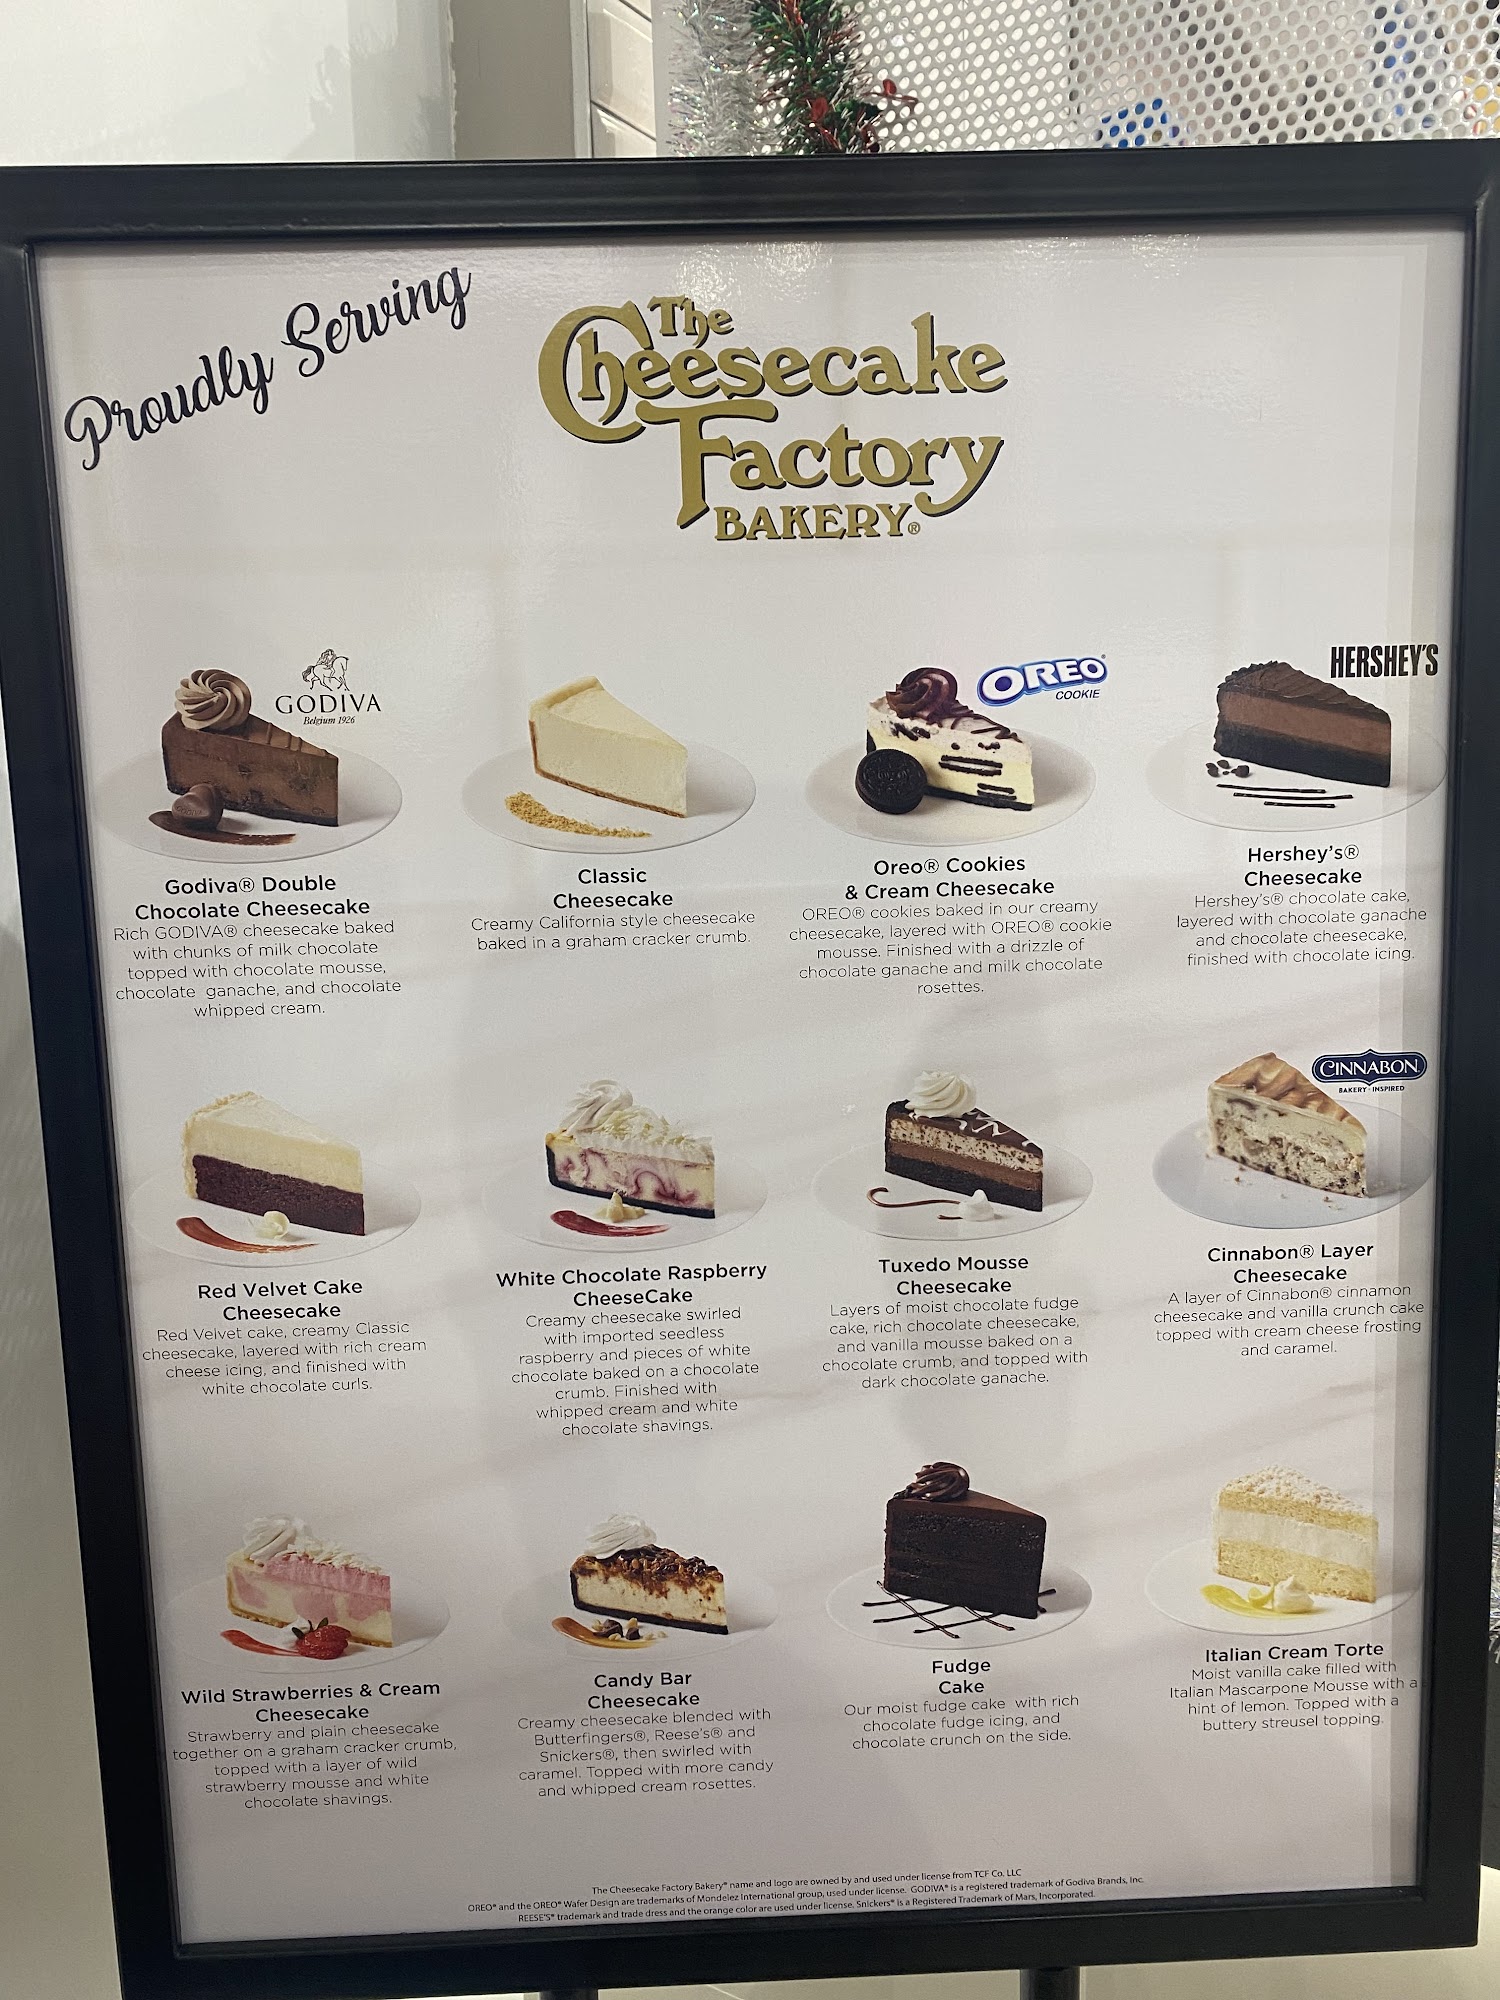 Proudly Serving
The
Cheesecake
Factory
BAKERY®
GODIVA
Belgium 1926
Godiva® Double
Chocolate Cheesecake
Rich GODIVA® cheesecake baked
with chunks of milk chocolate
topped with chocolate mousse,
chocolate ganache, and chocolate
whipped cream.
Classic
Cheesecake
Creamy California style cheesecake
baked in a graham cracker crumb.
OREO®
COOKIE
Oreo® Cookies
& Cream Cheesecake
OREO® cookies baked in our creamy
cheesecake, layered with OREO® cookie
mousse. Finished with a drizzle of
chocolate ganache and milk chocolate
rosettes.
HERSHEY'S
Hershey's®
Cheesecake
Hershey's® chocolate cake,
layered with chocolate ganache
and chocolate cheesecake,
finished with chocolate icing.
Red Velvet Cake
Cheesecake
Red Velvet cake, creamy Classic
cheesecake, layered with rich cream
cheese icing, and finished with
white chocolate curls.
White Chocolate Raspberry
CheeseCake
Creamy cheesecake swirled
with imported seedless
raspberry and pieces of white
chocolate baked on a chocolate
crumb. Finished with
whipped cream and white
chocolate shavings.
Tuxedo Mousse
Cheesecake
Layers of moist chocolate fudge
cake, rich chocolate cheesecake,
and vanilla mousse baked on a
chocolate crumb, and topped with
dark chocolate ganache.
CINNABON
BAKERY · INSPIRED
Cinnabon® Layer
Cheesecake
A layer of Cinnabon® cinnamon
cheesecake and vanilla crunch cake
topped with cream cheese frosting
and caramel.
Wild Strawberries & Cream
Cheesecake
Strawberry and plain cheesecake
together on a graham cracker crumb,
topped with a layer of wild
strawberry mousse and white
chocolate shavings.
Candy Bar
Cheesecake
Creamy cheesecake blended with
Butterfingers®, Reese's® and
Snickers®, then swirled with
caramel. Topped with more candy
and whipped cream rosettes.
Fudge
Cake
Our moist fudge cake with rich
chocolate fudge icing, and
chocolate crunch on the side.
Italian Cream Torte
Moist vanilla cake filled with
Italian Mascarpone Mousse with a
hint of lemon. Topped with a
buttery streusel topping.
The Cheesecake Factory Bakery® name and logo are owned by and used under license from TCF Co. LLC
OREO® and the OREO® Wafer Design are trademarks of Mondelez International group, used under license. GODIVA® is a registered trademark of Godiva Brands, Inc.
REESE'S® trademark and trade dress and the orange color are used under license. Snickers® is a Registered Trademark of Mars, Incorporated.